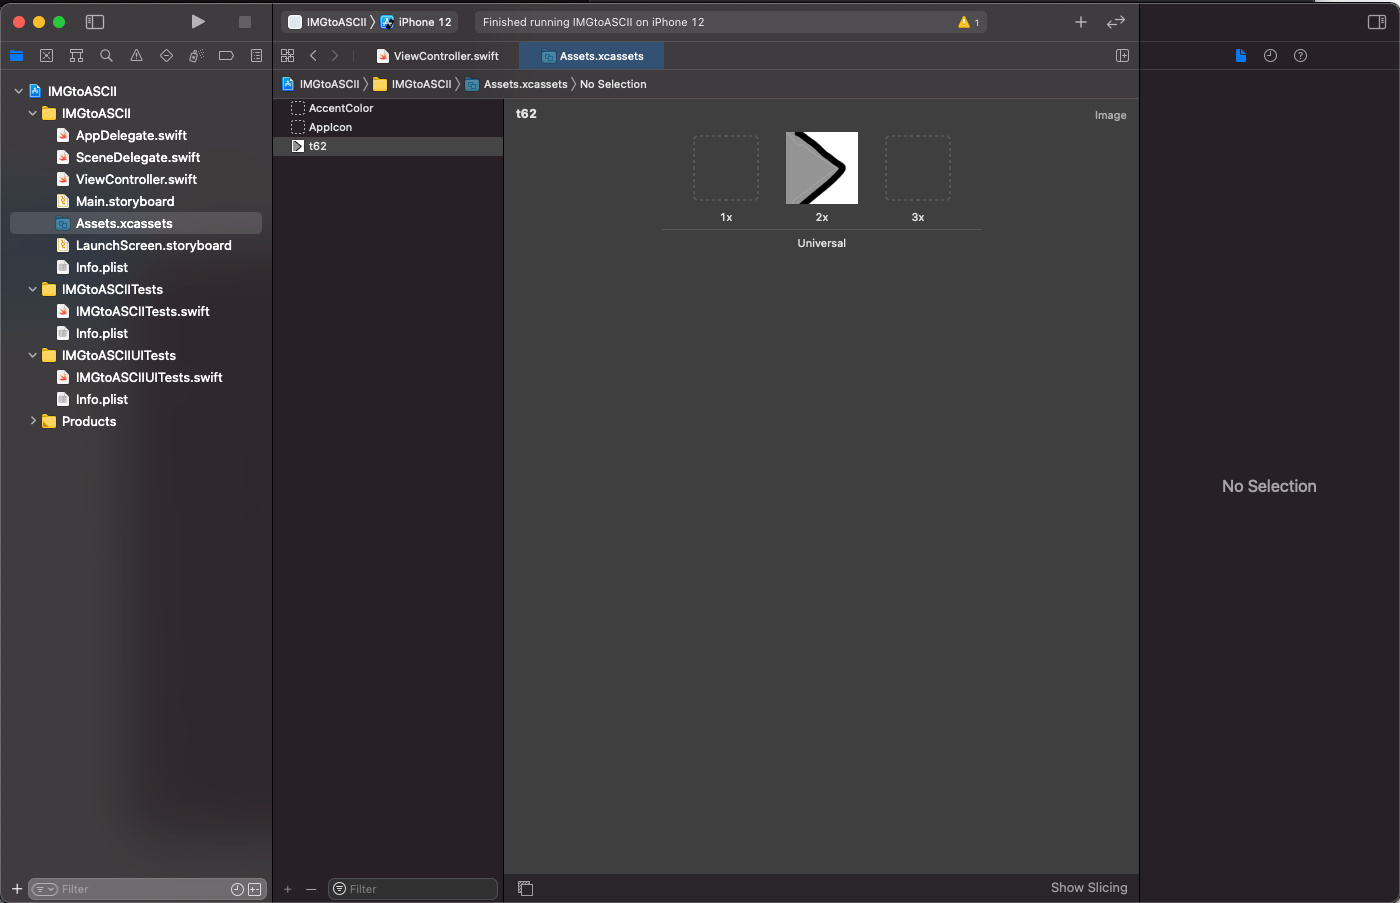 IMGtoASCII
iPhone 12
Finished running IMGtoASCII on iPhone 12
1
ViewController.swift
Assets.xcassets
IMGtoASCII
IMGtoASCII
Assets.xcassets
No Selection
IMGtoASCII
IMGtoASCII
AppDelegate.swift
SceneDelegate.swift
ViewController.swift
Main.storyboard
Assets.xcassets
LaunchScreen.storyboard
Info.plist
IMGtoASCIITests
IMGtoASCIITests.swift
Info.plist
IMGtoASCIIUITests
IMGtoASCIIUITests.swift
Info.plist
Products
Filter
AccentColor
AppIcon
t62
Filter
t62
Image
1x
2x
3x
Universal
Show Slicing
No Selection